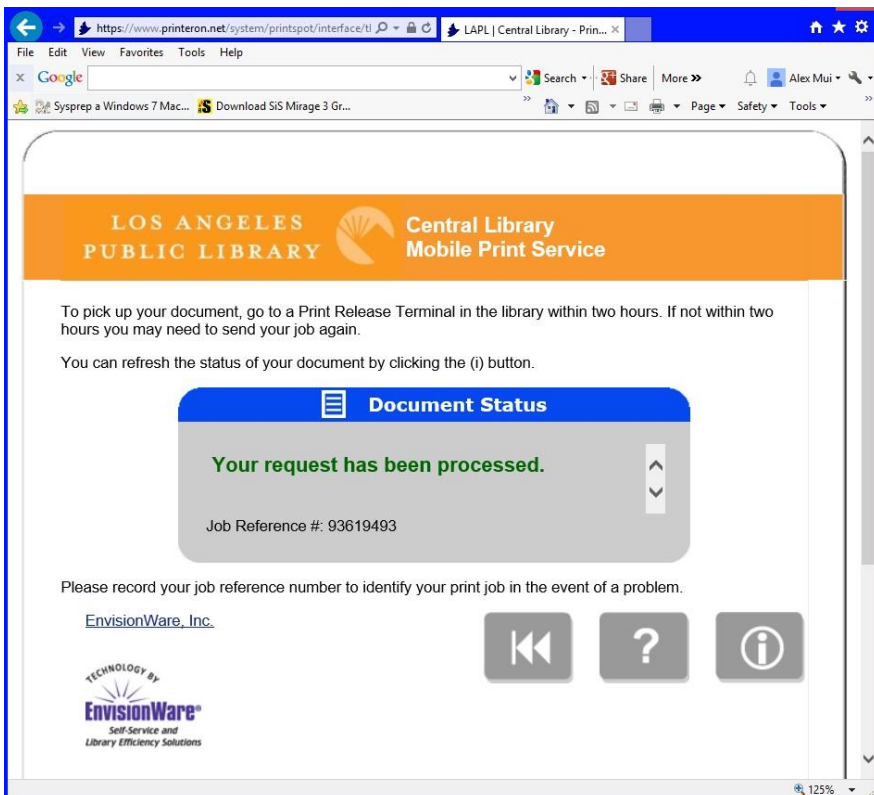 https://www.printeron.net/system/printspot/interface/tl
LAPL | Central Library - Prin... ×
File Edit View Favorites Tools Help
x Google Search Share More » Alex Mui
Sysprep a Windows 7 Mac... Download SiS Mirage 3 Gr... » Page Safety Tools »
LOS ANGELES
PUBLIC LIBRARY
Central Library
Mobile Print Service
To pick up your document, go to a Print Release Terminal in the library within two hours. If not within two
hours you may need to send your job again.
You can refresh the status of your document by clicking the (i) button.
Document Status
Your request has been processed.
Job Reference #: 93619493
Please record your job reference number to identify your print job in the event of a problem.
EnvisionWare, Inc.
?
i
TECHNOLOGY BY
EnvisionWare®
Self-Service and
Library Efficiency Solutions
125%